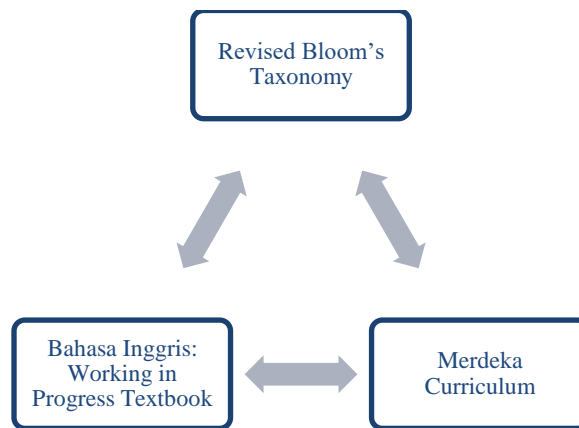 Revised Bloom’s
Taxonomy
Bahasa Inggris:
Working in
Progress Textbook
Merdeka
Curriculum